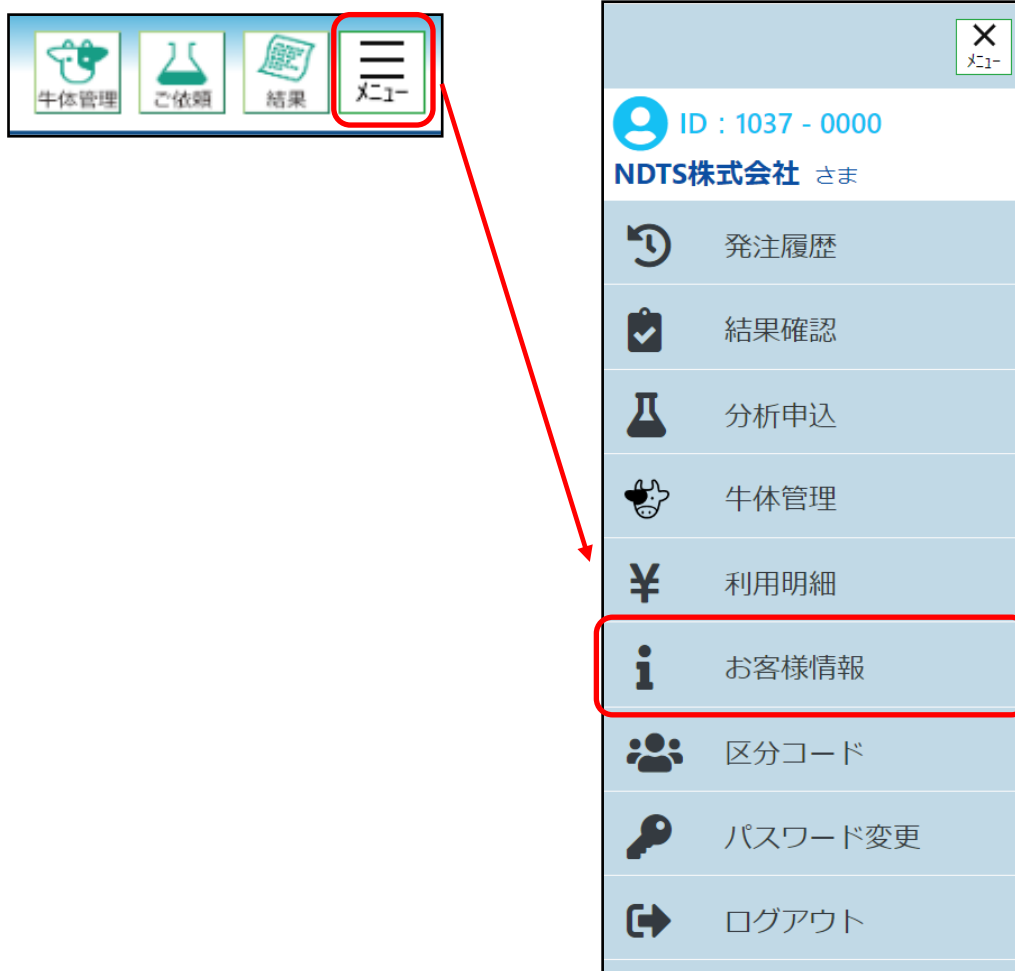 牛体管理
ご依頼
結果
メニュー
メニュー
ID：1037 - 0000
NDTS株式会社 さま
発注履歴
結果確認
分析申込
牛体管理
利用明細
お客様情報
区分コード
パスワード変更
ログアウト